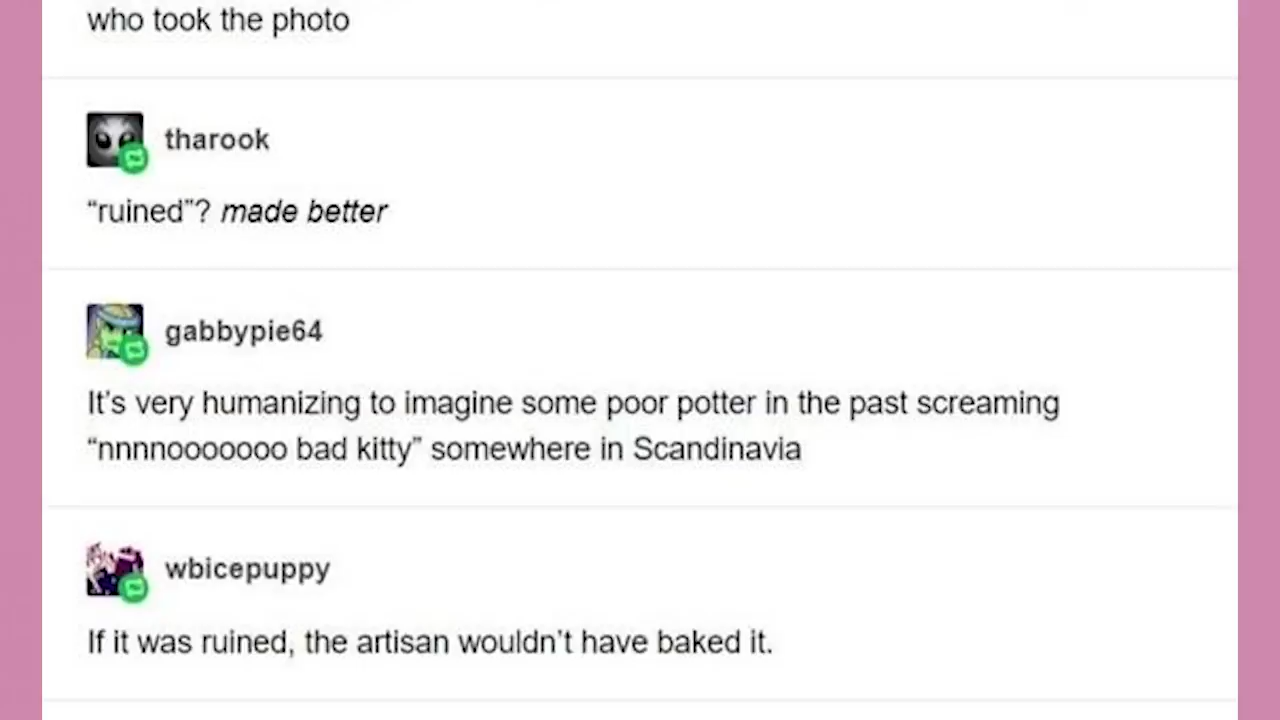 who took the photo
tharook
“ruined”? made better
gabbypie64
It’s very humanizing to imagine some poor potter in the past screaming
“nnnnooooooo bad kitty” somewhere in Scandinavia
wbicepuppy
If it was ruined, the artisan wouldn’t have baked it.